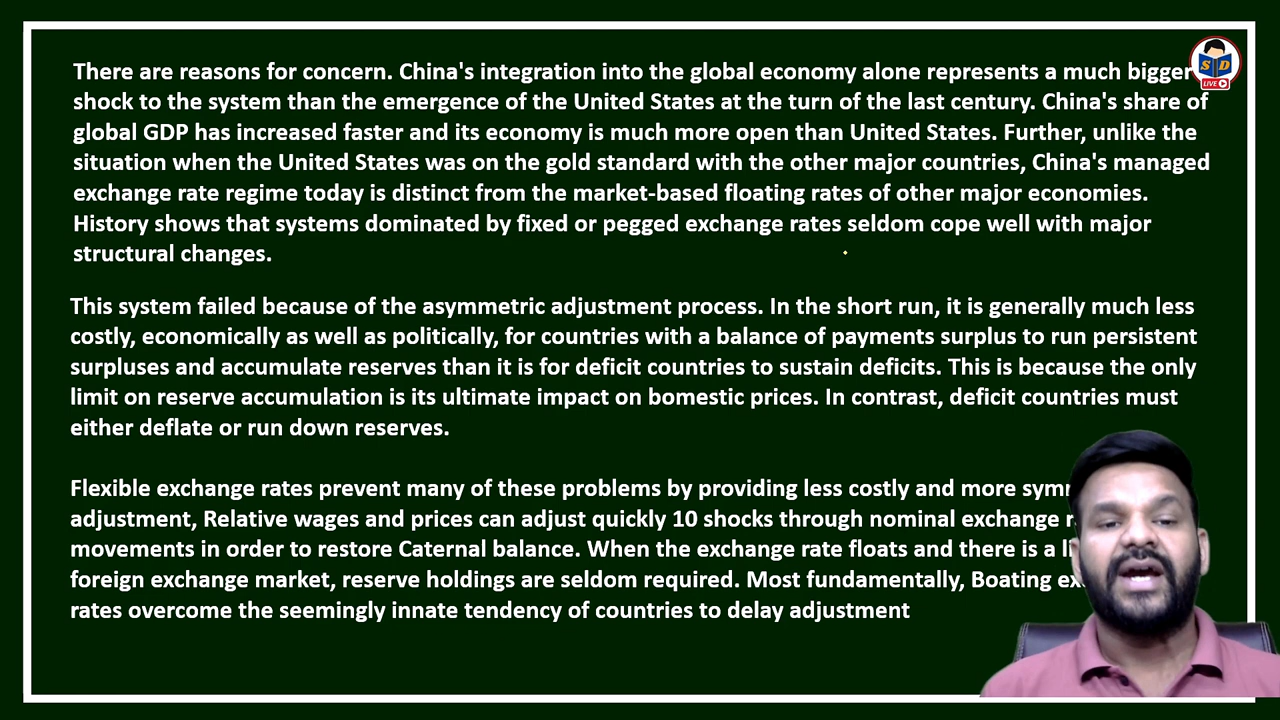 There are reasons for concern. China's integration into the global economy alone represents a much bigger
shock to the system than the emergence of the United States at the turn of the last century. China's share of
global GDP has increased faster and its economy is much more open than United States. Further, unlike the
situation when the United States was on the gold standard with the other major countries, China's managed
exchange rate regime today is distinct from the market-based floating rates of other major economies.
History shows that systems dominated by fixed or pegged exchange rates seldom cope well with major
structural changes.
This system failed because of the asymmetric adjustment process. In the short run, it is generally much less
costly, economically as well as politically, for countries with a balance of payments surplus to run persistent
surpluses and accumulate reserves than it is for deficit countries to sustain deficits. This is because the only
limit on reserve accumulation is its ultimate impact on bomestic prices. In contrast, deficit countries must
either deflate or run down reserves.
Flexible exchange rates prevent many of these problems by providing less costly and more
adjustment, Relative wages and prices can adjust quickly 10 shocks through nominal exchange
movements in order to restore Caternal balance. When the exchange rate floats and there is a
foreign exchange market, reserve holdings are seldom required. Most fundamentally, Boating
rates overcome the seemingly innate tendency of countries to delay adjustment
S D
LIVE